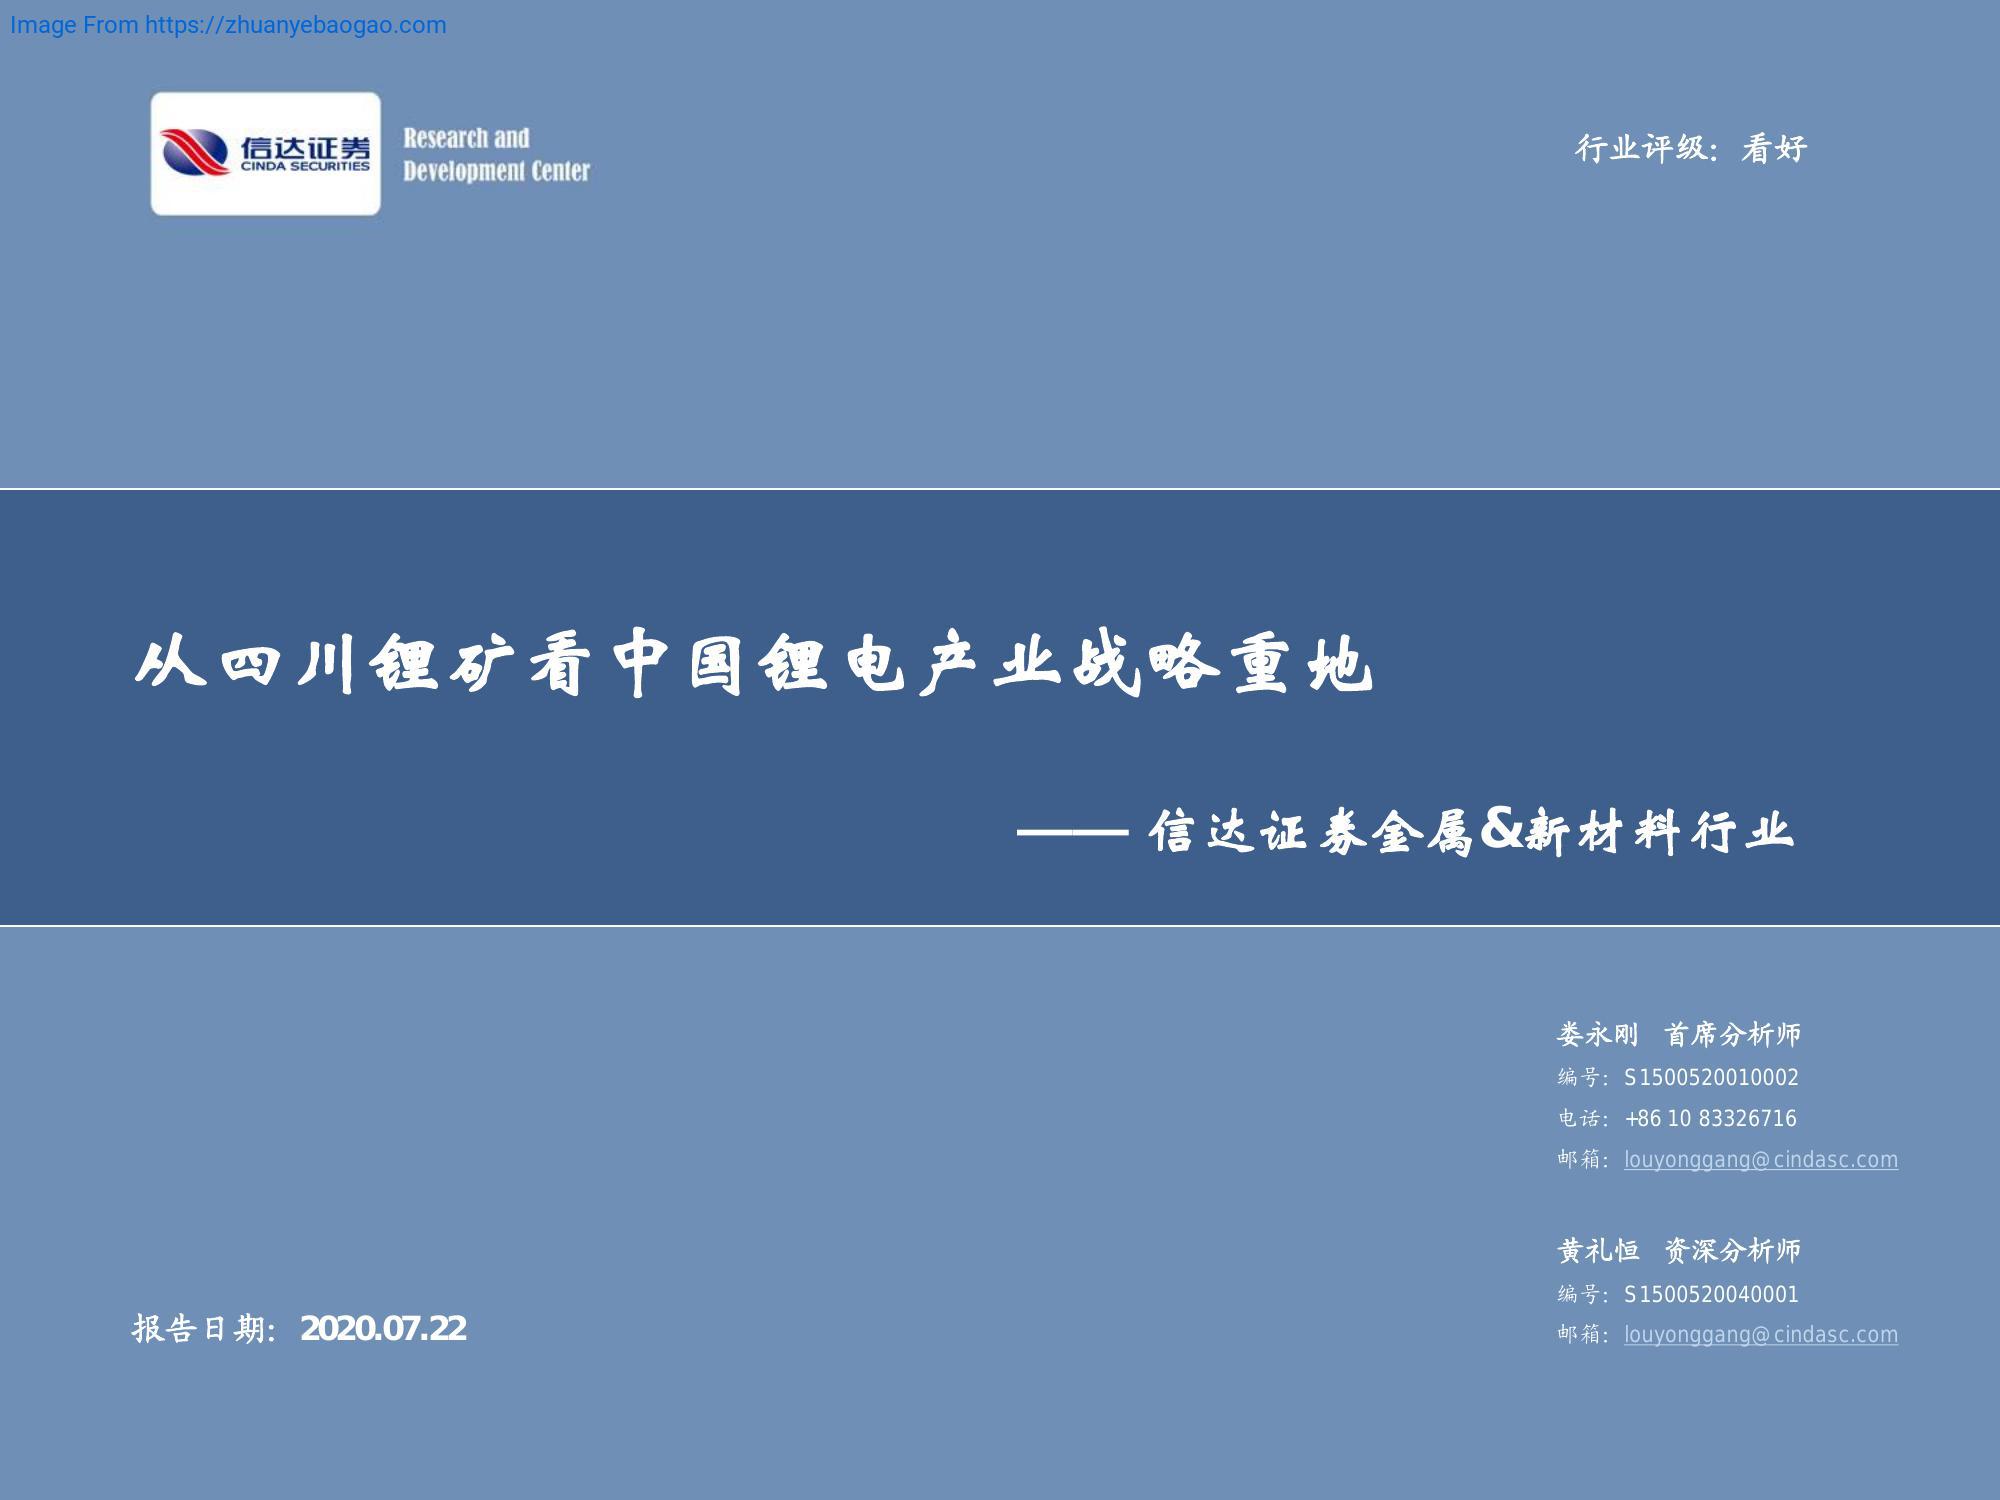 Image From https://zhuanyebaogao.com
信达证券
CINDA SECURITIES
Research and
Development Center
行业评级：看好
从四川锂矿看中国锂电产业战略重地
—— 信达证券金属&新材料行业
娄永刚 首席分析师
编号：S1500520010002
电话：+86 10 83326716
邮箱：louyonggang@cindasc.com
黄礼恒 资深分析师
编号：S1500520040001
邮箱：louyonggang@cindasc.com
报告日期：2020.07.22